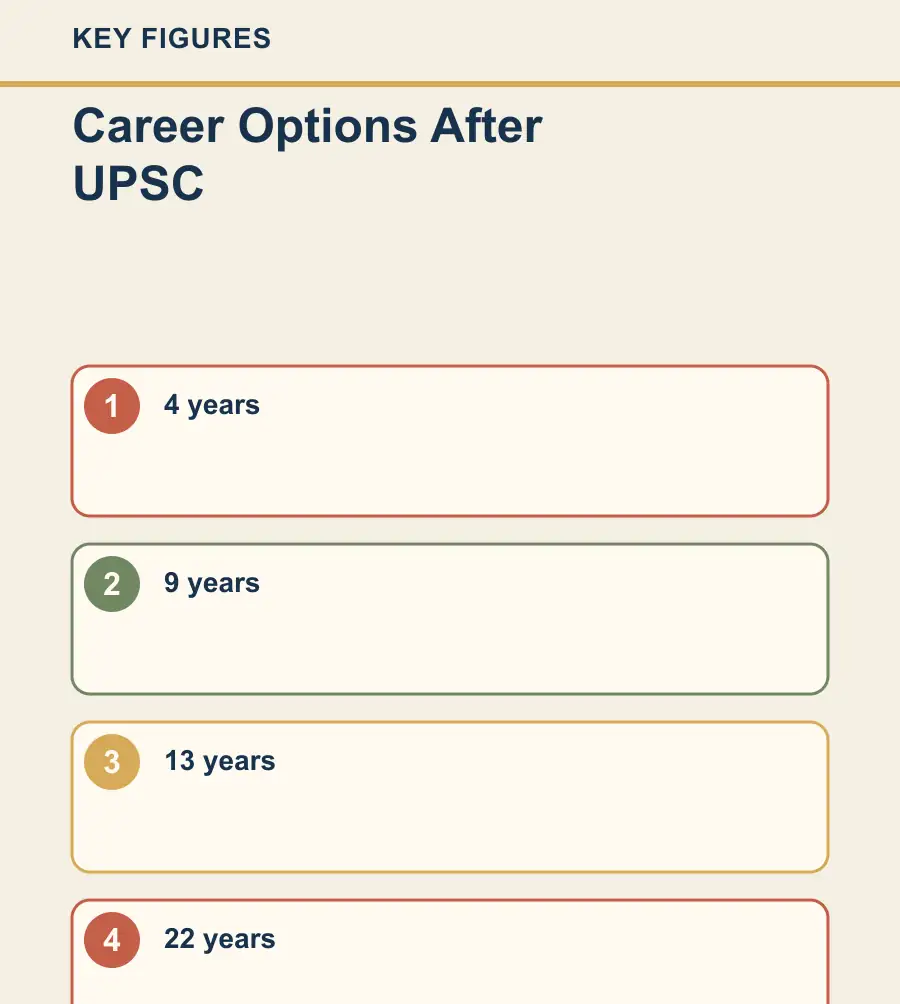 KEY FIGURES
Career Options After
UPSC
1 4 years
2 9 years
3 13 years
4 22 years